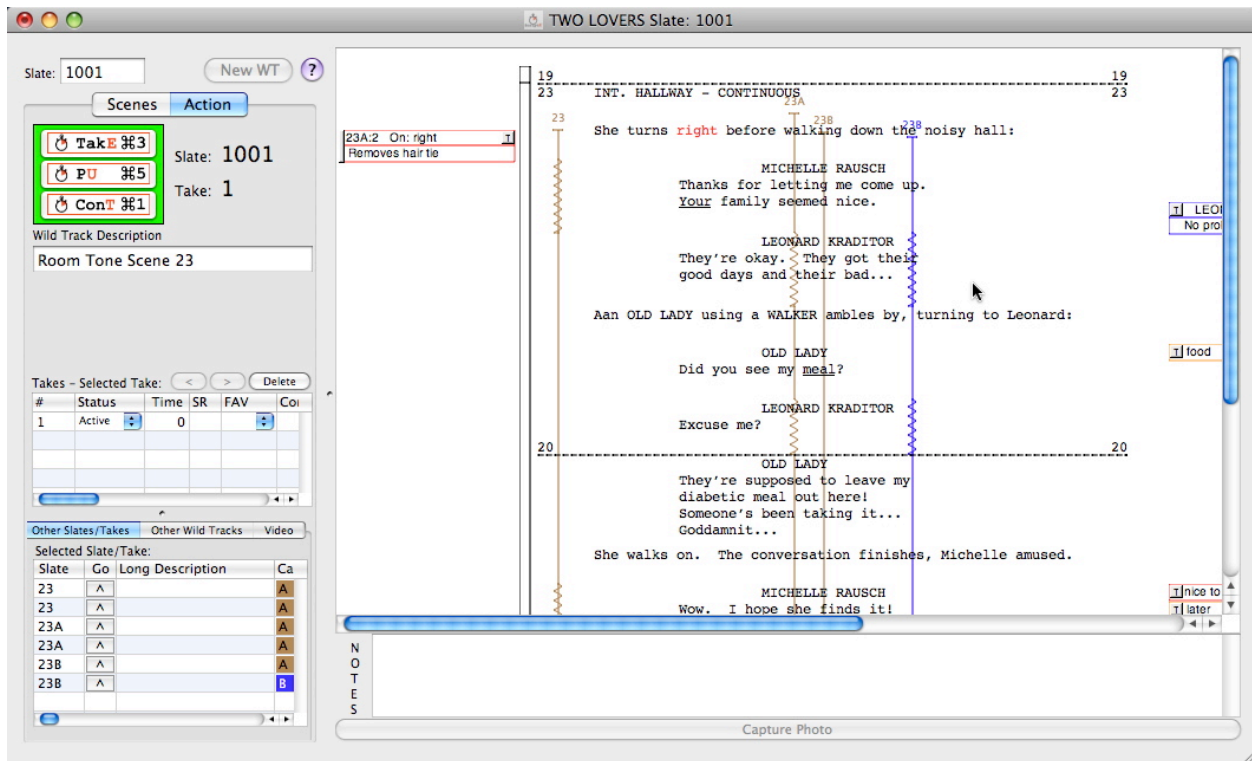 TWO LOVERS Slate: 1001
Slate: 1001 New WT ?
Scenes Action
TakE ⌘3
PU ⌘5
ConT ⌘1
Slate: 1001
Take: 1
Wild Track Description
Room Tone Scene 23
Takes - Selected Take: < > Delete
# Status Time SR FAV Coi
1 Active 0
Other Slates/Takes Other Wild Tracks Video
Selected Slate/Take:
Slate Go Long Description Ca
23 ^ A
23 ^ A
23A ^ A
23A ^ A
23B ^ A
23B ^ B
19 19
23 INT. HALLWAY - CONTINUOUS 23
23A
23 23B 23B
She turns right before walking down the noisy hall:
23A:2 On: right T
Removes hair tie
MICHELLE RAUSCH
Thanks for letting me come up.
Your family seemed nice.
T LEO
No pro
LEONARD KRADITOR
They're okay. They got their
good days and their bad...
Aan OLD LADY using a WALKER ambles by, turning to Leonard:
OLD LADY
T food
Did you see my meal?
LEONARD KRADITOR
Excuse me?
20 20
OLD LADY
They're supposed to leave my
diabetic meal out here!
Someone's been taking it...
Goddamnit...
She walks on. The conversation finishes, Michelle amused.
MICHELLE RAUSCH
T nice to
Wow. I hope she finds it!
T later
NOTES
Capture Photo